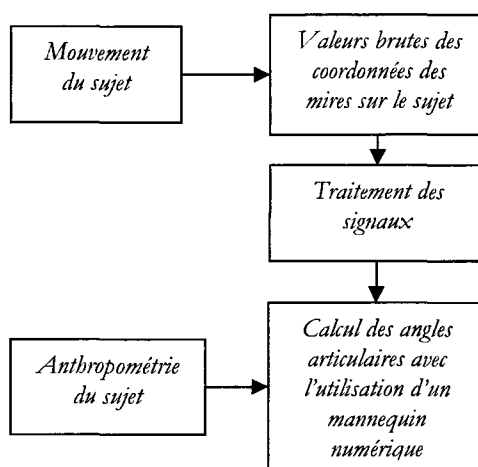 Mouvement
du sujet
Valeurs brutes des
coordonnées des
mires sur le sujet
Traitement des
signaux
Anthropométrie
du sujet
Calcul des angles
articulaires avec
l'utilisation d'un
mannequin
numérique